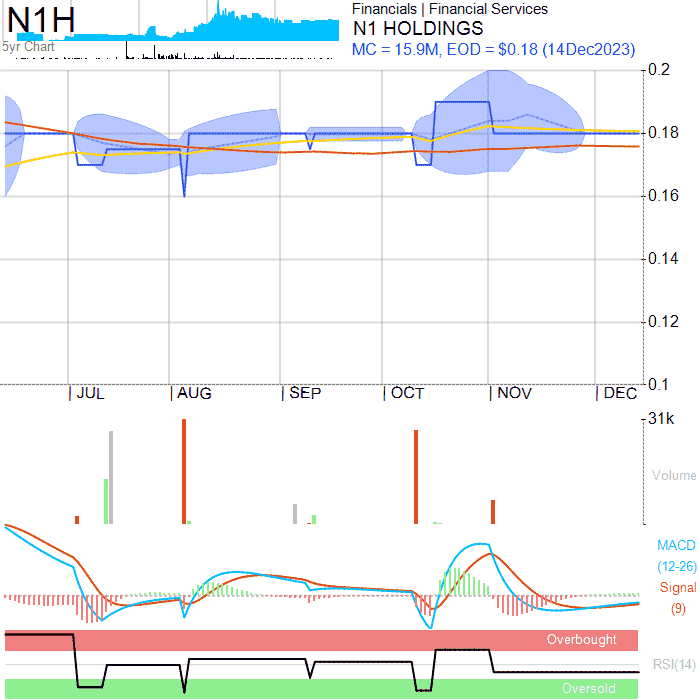 N1H
5yr Chart
Financials | Financial Services
N1 HOLDINGS
MC = 15.9M, EOD = $0.18 (14Dec2023)
0.2
0.18
0.16
0.14
0.12
0.1
JUL AUG SEP OCT NOV DEC
31k
Volume
MACD
(12-26)
Signal
(9)
Overbought
RSI(14)
Oversold